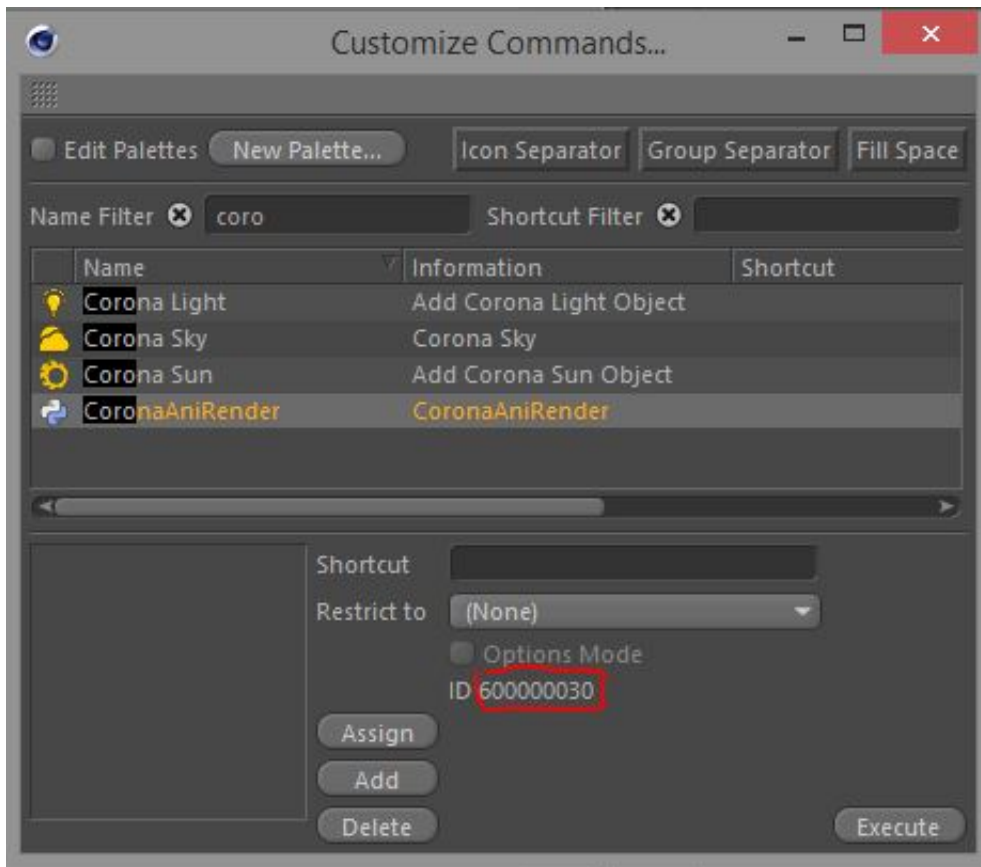 Customize Commands...
Edit Palettes New Palette... Icon Separator Group Separator Fill Space
Name Filter coro Shortcut Filter
Name Information Shortcut
Corona Light Add Corona Light Object
Corona Sky Corona Sky
Corona Sun Add Corona Sun Object
CoronaAniRender CoronaAniRender
Shortcut
Restrict to (None)
Options Mode
ID 600000030
Assign
Add
Delete Execute